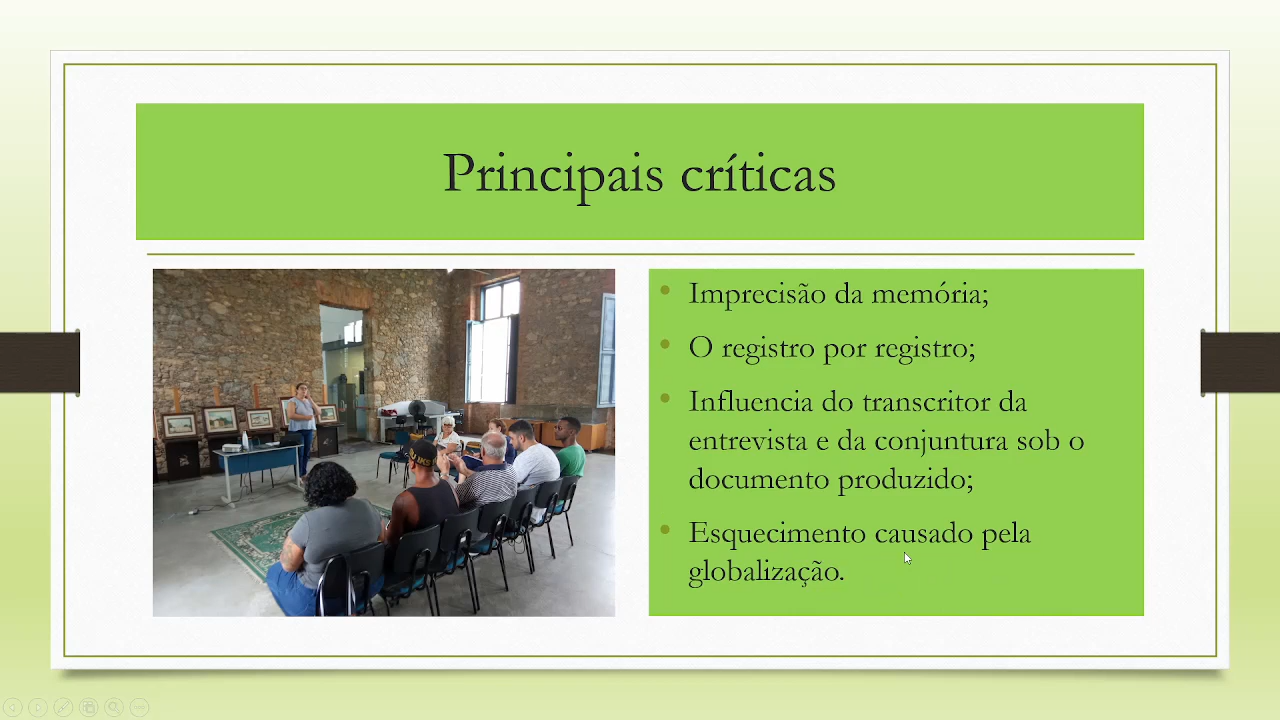 Principais críticas
Imprecisão da memória;
O registro por registro;
Influencia do transcritor da
entrevista e da conjuntura sob o
documento produzido;
Esquecimento causado pela
globalização.